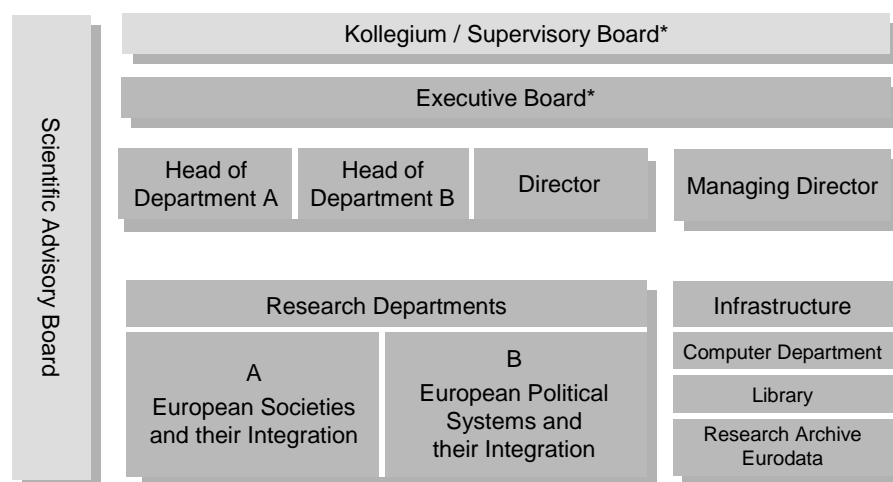 Scientific Advisory Board
Kollegium / Supervisory Board*
Executive Board*
Head of
Department A
Head of
Department B
Director
Managing Director
Research Departments
A
European Societies
and their Integration
B
European Political
Systems and
their Integration
Infrastructure
Computer Department
Library
Research Archive
Eurodata